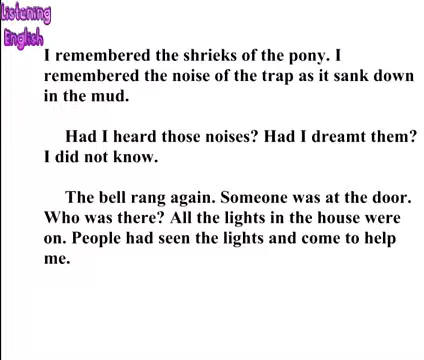 Listening
English
I remembered the shrieks of the pony. I
remembered the noise of the trap as it sank down
in the mud.
Had I heard those noises? Had I dreamt them?
I did not know.
The bell rang again. Someone was at the door.
Who was there? All the lights in the house were
on. People had seen the lights and come to help
me.